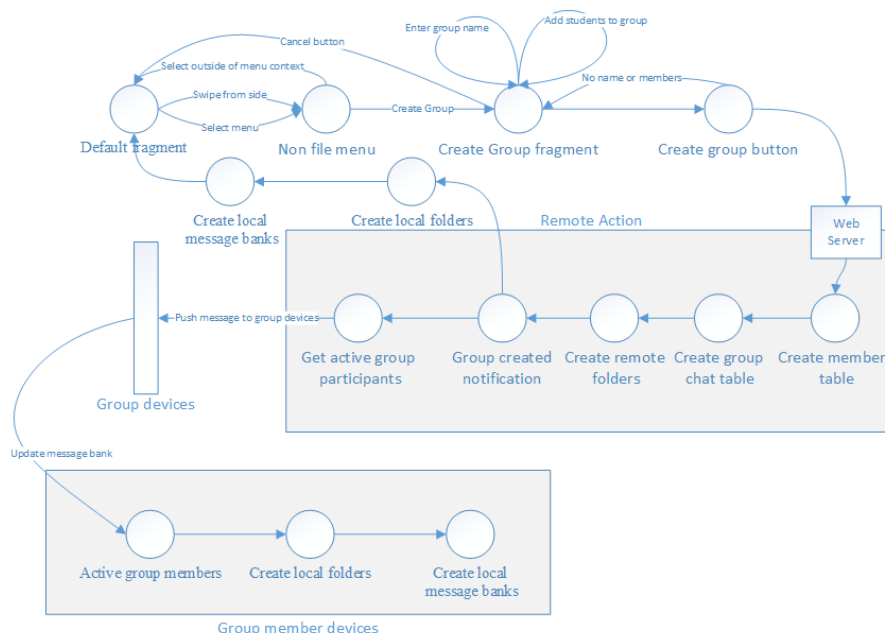 Enter group name
Add students to group
Cancel button
Select outside of menu context
No name or members
Swipe from side
Create Group
Select menu
Default fragment
Non file menu
Create Group fragment
Create group button
Create local
message banks
Create local folders
Remote Action
Web
Server
Push message to group devices
Get active group
participants
Group created
notification
Create remote
folders
Create group
chat table
Create member
table
Group devices
Update message bank
Active group members
Create local folders
Create local
message banks
Group member devices